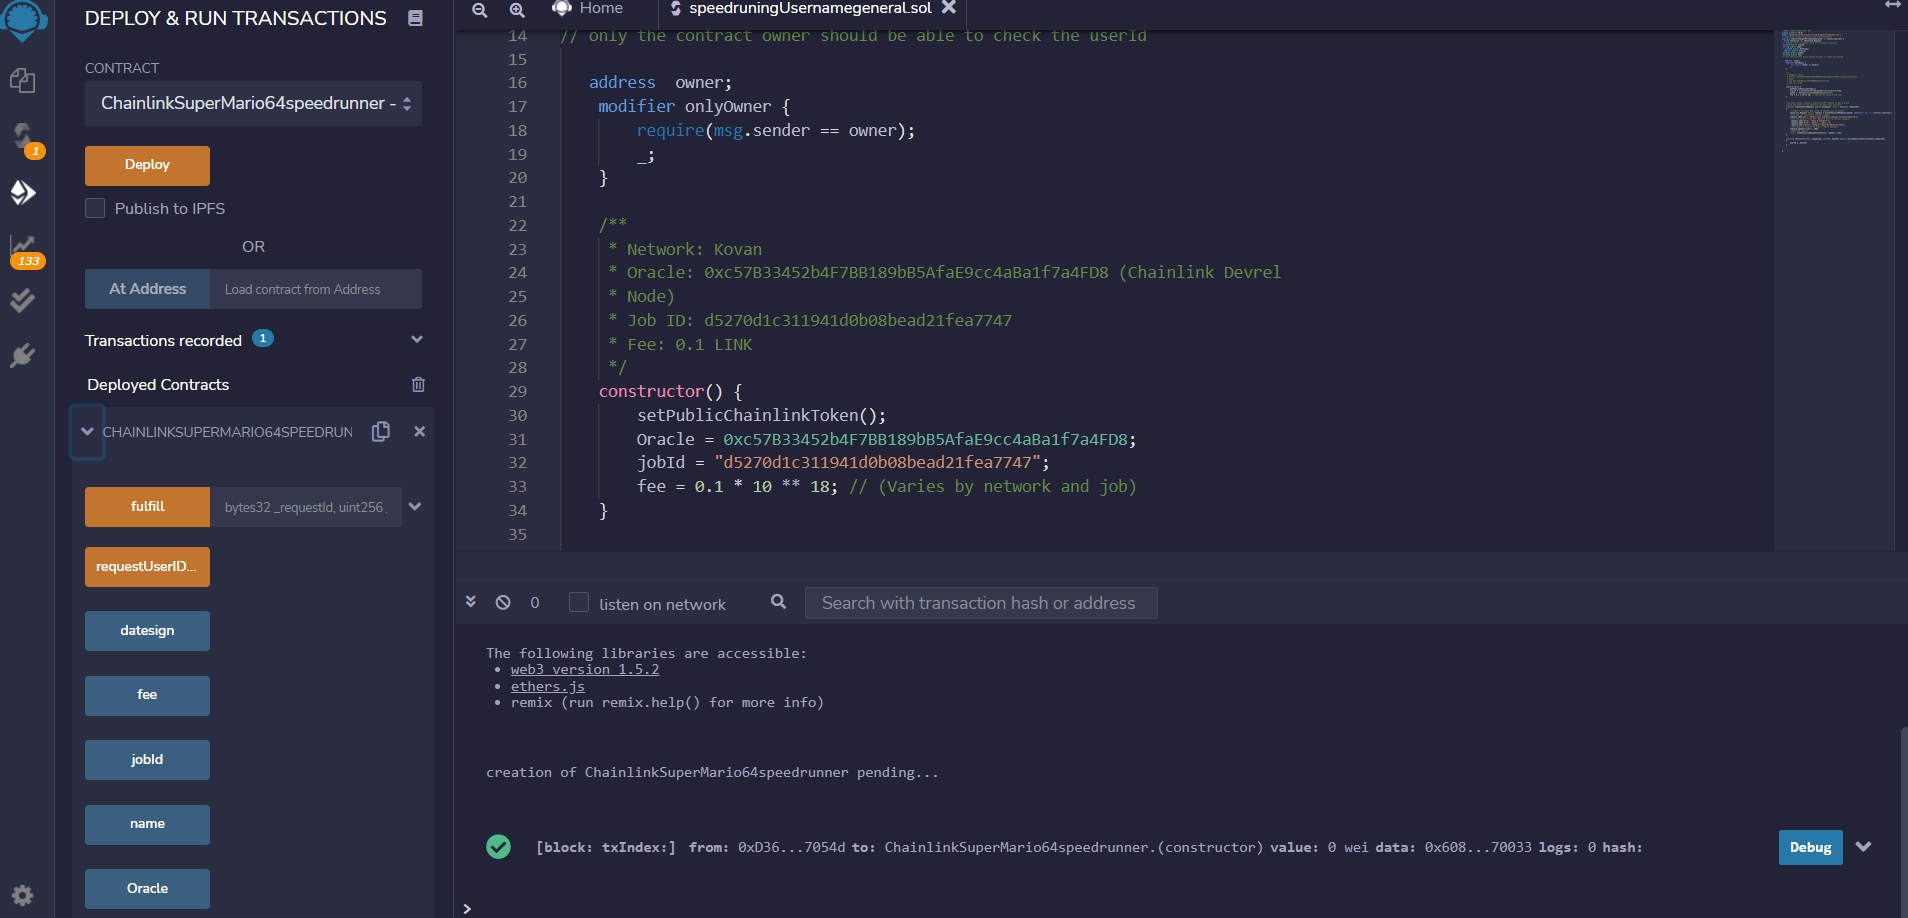 DEPLOY & RUN TRANSACTIONS
CONTRACT
ChainlinkSuperMario64speedrunner -
Deploy
Publish to IPFS
OR
At Address
Load contract from Address
Transactions recorded 1
Deployed Contracts
CHAINLINKSUPERMARIO64SPEEDRUN
fulfill
bytes32 _requestId, uint256
requestUserID...
datesign
fee
jobId
name
Oracle
1
133
Home
speedruningUsernamegeneral.sol
14 // only the contract owner should be able to check the userId
15
16 address  owner;
17 modifier onlyOwner {
18 require(msg.sender == owner);
19 _;
20 }
21
22 /**
23 * Network: Kovan
24 * Oracle: 0xc57B33452b4F7BB189bB5AfaE9cc4aBa1f7a4FD8 (Chainlink Devrel
25 * Node)
26 * Job ID: d5270d1c311941d0b08bead21fea7747
27 * Fee: 0.1 LINK
28 */
29 constructor() {
30 setPublicChainlinkToken();
31 Oracle = 0xc57B33452b4F7BB189bB5AfaE9cc4aBa1f7a4FD8;
32 jobId = "d5270d1c311941d0b08bead21fea7747";
33 fee = 0.1 * 10 ** 18; // (Varies by network and job)
34 }
35
0
listen on network
Search with transaction hash or address
The following libraries are accessible:
• web3 version 1.5.2
• ethers.js
• remix (run remix.help() for more info)
creation of ChainlinkSuperMario64speedrunner pending...
[block: txIndex:] from: 0xD36...7054d to: ChainlinkSuperMario64speedrunner.(constructor) value: 0 wei data: 0x608...70033 logs: 0 hash:
Debug
>